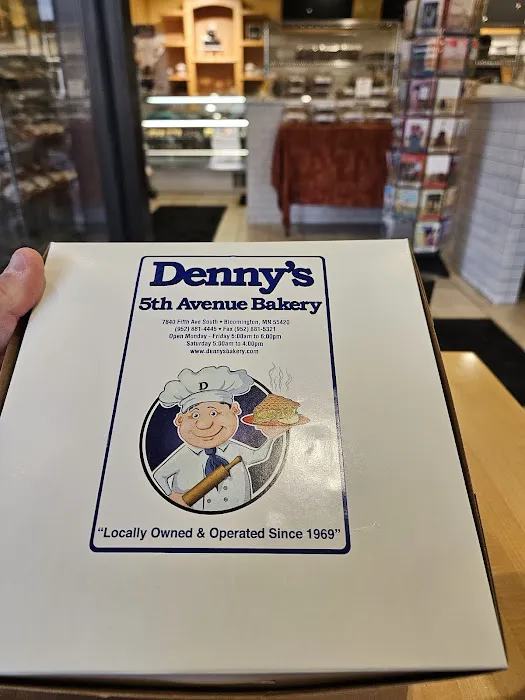 Denny's
5th Avenue Bakery
7840 Fifth Ave South • Bloomington, MN 55420
(952) 881-4445 • Fax (952) 881-5321
Open Monday - Friday 5:00am to 6:00pm
Saturday 5:00am to 4:00pm
www.dennysbakery.com
D
"Locally Owned & Operated Since 1969"